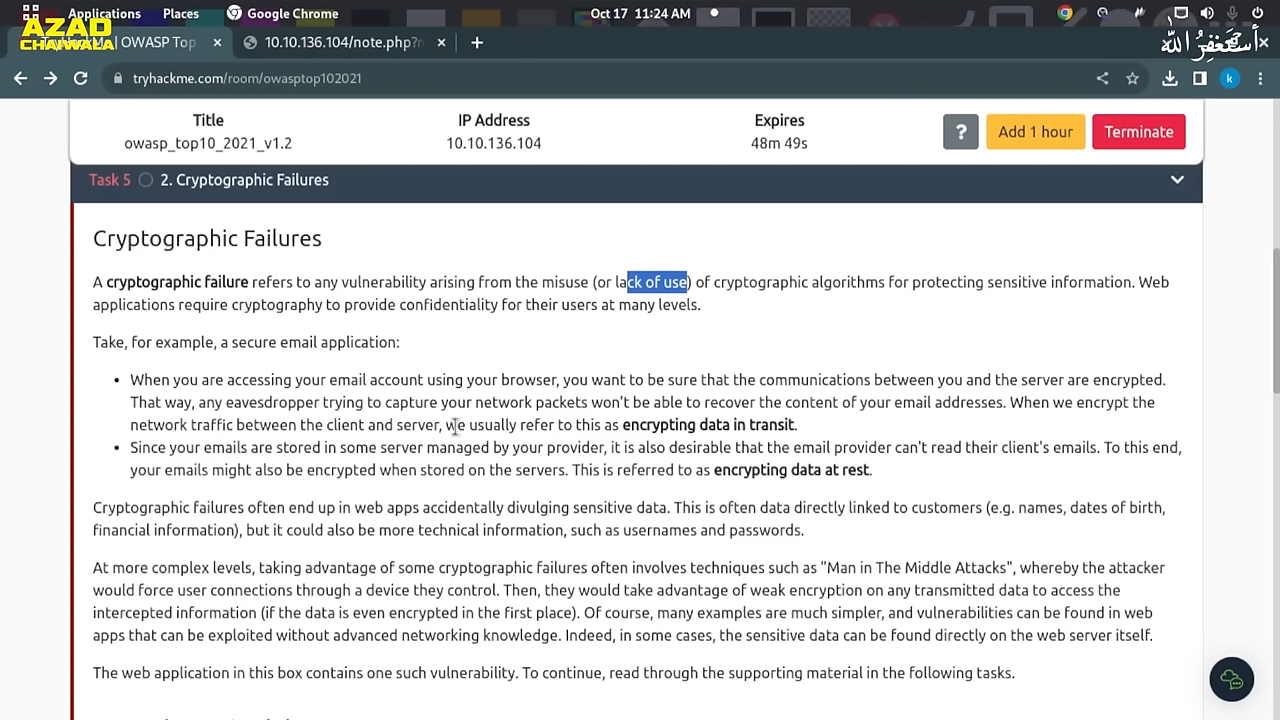 Applications
Places
Google Chrome
Oct 17 11:24 AM
AZAD
CHAIWALA
OWASP Top
10.10.136.104/note.php?n
أستغفر الله
tryhackme.com/room/owasptop102021
k
Title
IP Address
Expires
owasp_top10_2021_v1.2
10.10.136.104
48m 49s
?
Add 1 hour
Terminate
Task 5
2. Cryptographic Failures
Cryptographic Failures
A cryptographic failure refers to any vulnerability arising from the misuse (or lack of use) of cryptographic algorithms for protecting sensitive information. Web
applications require cryptography to provide confidentiality for their users at many levels.
Take, for example, a secure email application:
• When you are accessing your email account using your browser, you want to be sure that the communications between you and the server are encrypted.
That way, any eavesdropper trying to capture your network packets won't be able to recover the content of your email addresses. When we encrypt the
network traffic between the client and server, we usually refer to this as encrypting data in transit.
• Since your emails are stored in some server managed by your provider, it is also desirable that the email provider can't read their client's emails. To this end,
your emails might also be encrypted when stored on the servers. This is referred to as encrypting data at rest.
Cryptographic failures often end up in web apps accidentally divulging sensitive data. This is often data directly linked to customers (e.g. names, dates of birth,
financial information), but it could also be more technical information, such as usernames and passwords.
At more complex levels, taking advantage of some cryptographic failures often involves techniques such as "Man in The Middle Attacks", whereby the attacker
would force user connections through a device they control. Then, they would take advantage of weak encryption on any transmitted data to access the
intercepted information (if the data is even encrypted in the first place). Of course, many examples are much simpler, and vulnerabilities can be found in web
apps that can be exploited without advanced networking knowledge. Indeed, in some cases, the sensitive data can be found directly on the web server itself.
The web application in this box contains one such vulnerability. To continue, read through the supporting material in the following tasks.